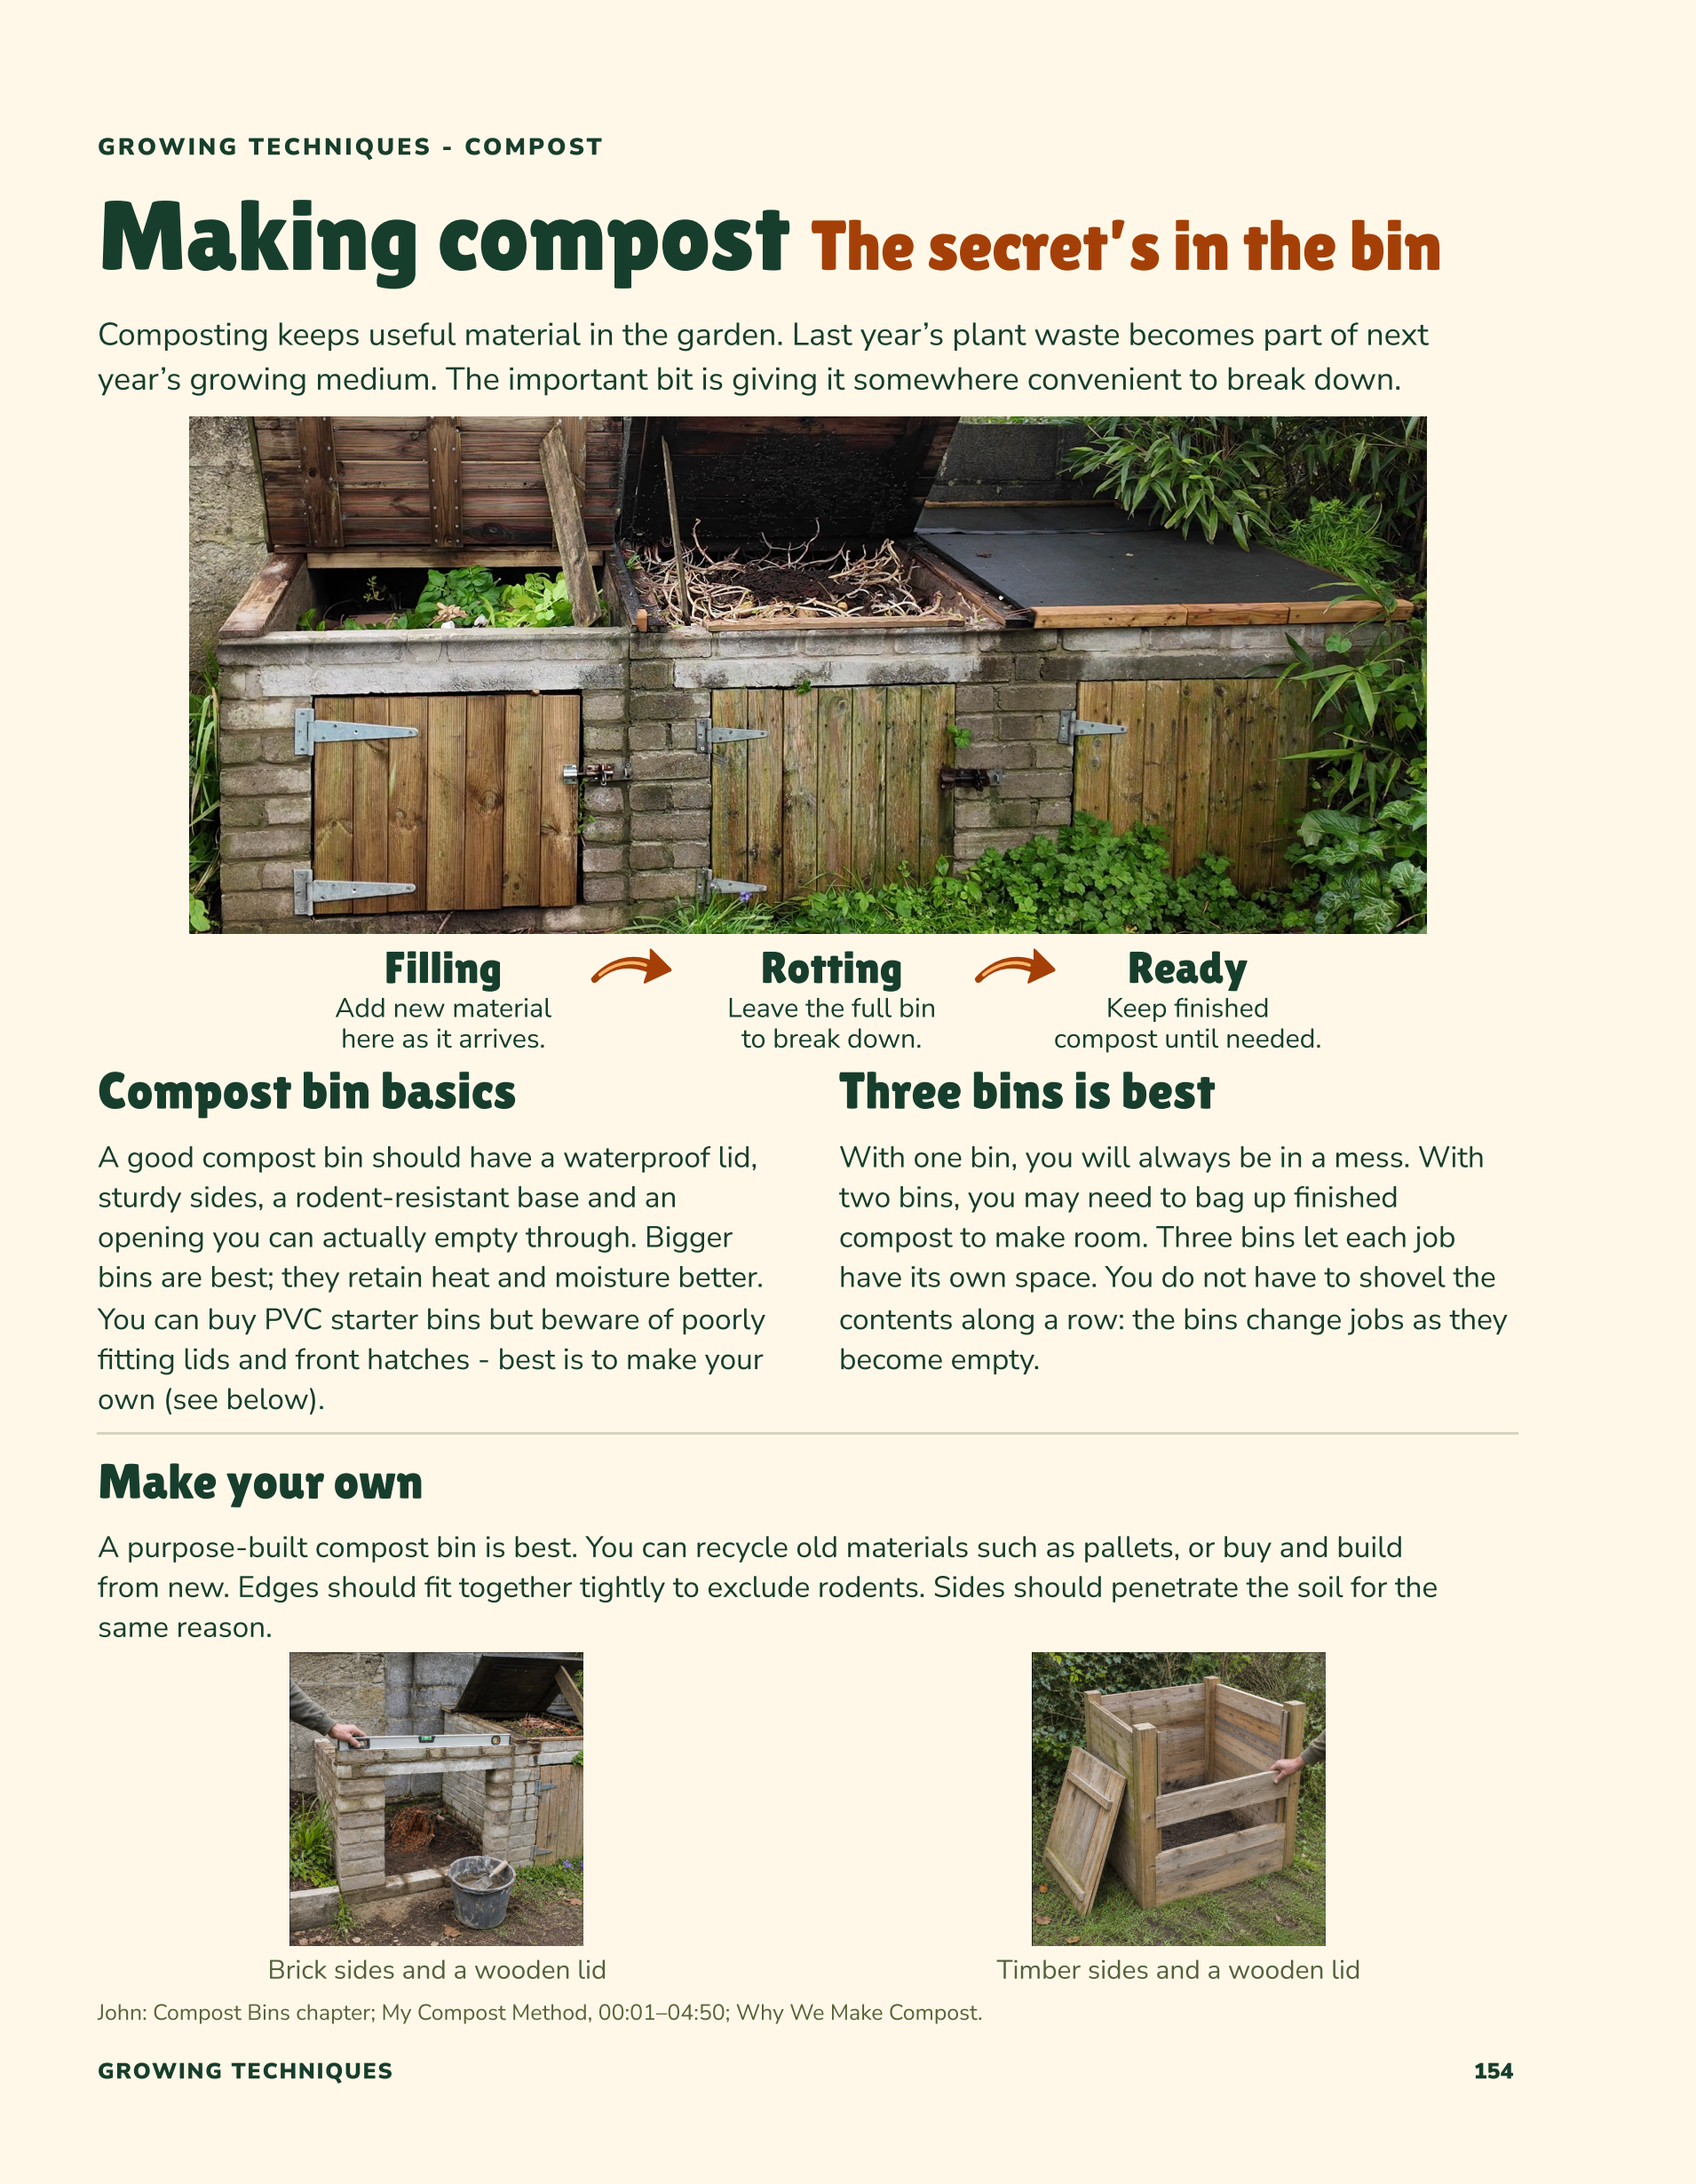 GROWING TECHNIQUES - COMPOST
Making compost The secret's in the bin
Composting keeps useful material in the garden. Last year’s plant waste becomes part of next
year’s growing medium. The important bit is giving it somewhere convenient to break down.
Filling
Add new material
here as it arrives.
Rotting
Leave the full bin
to break down.
Ready
Keep finished
compost until needed.
Compost bin basics
A good compost bin should have a waterproof lid,
sturdy sides, a rodent-resistant base and an
opening you can actually empty through. Bigger
bins are best; they retain heat and moisture better.
You can buy PVC starter bins but beware of poorly
fitting lids and front hatches - best is to make your
own (see below).
Three bins is best
With one bin, you will always be in a mess. With
two bins, you may need to bag up finished
compost to make room. Three bins let each job
have its own space. You do not have to shovel the
contents along a row: the bins change jobs as they
become empty.
Make your own
A purpose-built compost bin is best. You can recycle old materials such as pallets, or buy and build
from new. Edges should fit together tightly to exclude rodents. Sides should penetrate the soil for the
same reason.
Brick sides and a wooden lid
Timber sides and a wooden lid
John: Compost Bins chapter; My Compost Method, 00:01–04:50; Why We Make Compost.
GROWING TECHNIQUES
154